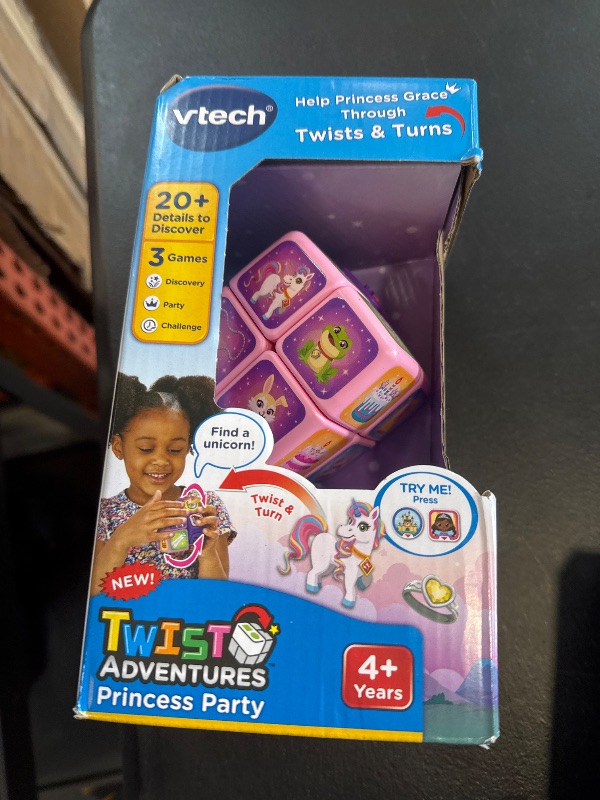 vtech®
Help Princess Grace
Through
Twists & Turns
20+
Details to
Discover
3 Games
Discovery
Party
Challenge
Find a
unicorn!
Twist &
Turn
TRY ME!
Press
NEW!
TWIST
ADVENTURES™
Princess Party
4+
Years